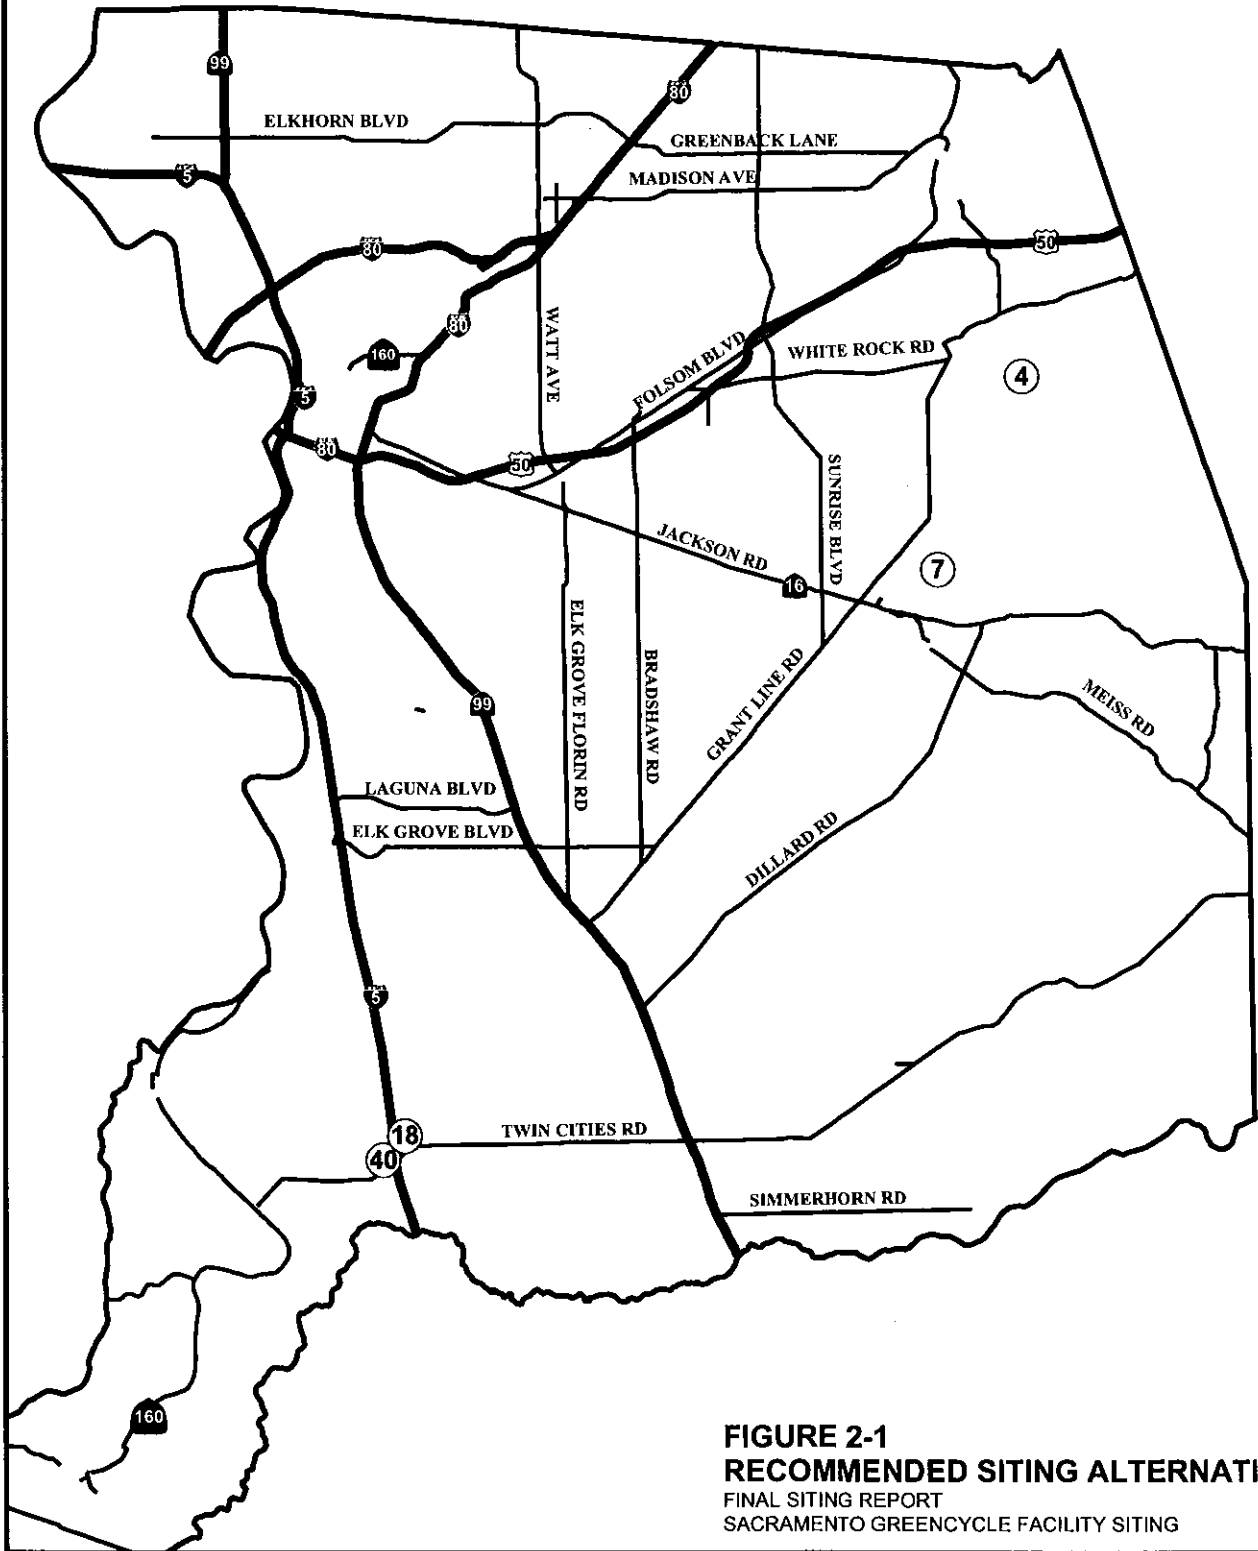 99
80
ELKHORN BLVD
GREENBACK LANE
5
MADISON AVE
80
50
80
WATT AVE
160
FOLSOM BLVD
WHITE ROCK RD
4
5
80
50
SUNRISE BLVD
JACKSON RD
7
16
ELK GROVE FLORIN RD
BRADSHAW RD
GRANT LINE RD
MEISS RD
99
LAGUNA BLVD
ELK GROVE BLVD
DILLARD RD
5
18
TWIN CITIES RD
40
SIMMERHORN RD
160
FIGURE 2-1
RECOMMENDED SITING ALTERNATI
FINAL SITING REPORT
SACRAMENTO GREENCYCLE FACILITY SITING